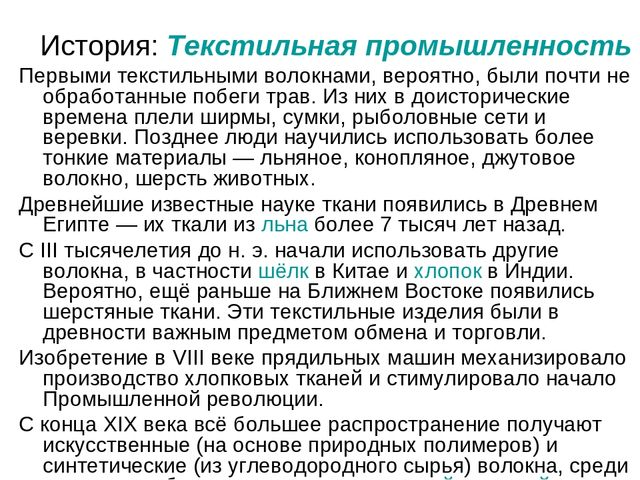 История: Текстильная промышленность
Первыми текстильными волокнами, вероятно, были почти не
обработанные побеги трав. Из них в доисторические
времена плели ширмы, сумки, рыболовные сети и
веревки. Позднее люди научились использовать более
тонкие материалы — льняное, конопляное, джутовое
волокно, шерсть животных.
Древнейшие известные науке ткани появились в Древнем
Египте — их ткали из льна более 7 тысяч лет назад.
С III тысячелетия до н. э. начали использовать другие
волокна, в частности шёлк в Китае и хлопок в Индии.
Вероятно, ещё раньше на Ближнем Востоке появились
шерстяные ткани. Эти текстильные изделия были в
древности важным предметом обмена и торговли.
Изобретение в VIII веке прядильных машин механизировало
производство хлопковых тканей и стимулировало начало
Промышленной революции.
С конца XIX века всё большее распространение получают
искусственные (на основе природных полимеров) и
синтетические (из углеводородного сырья) волокна, среди